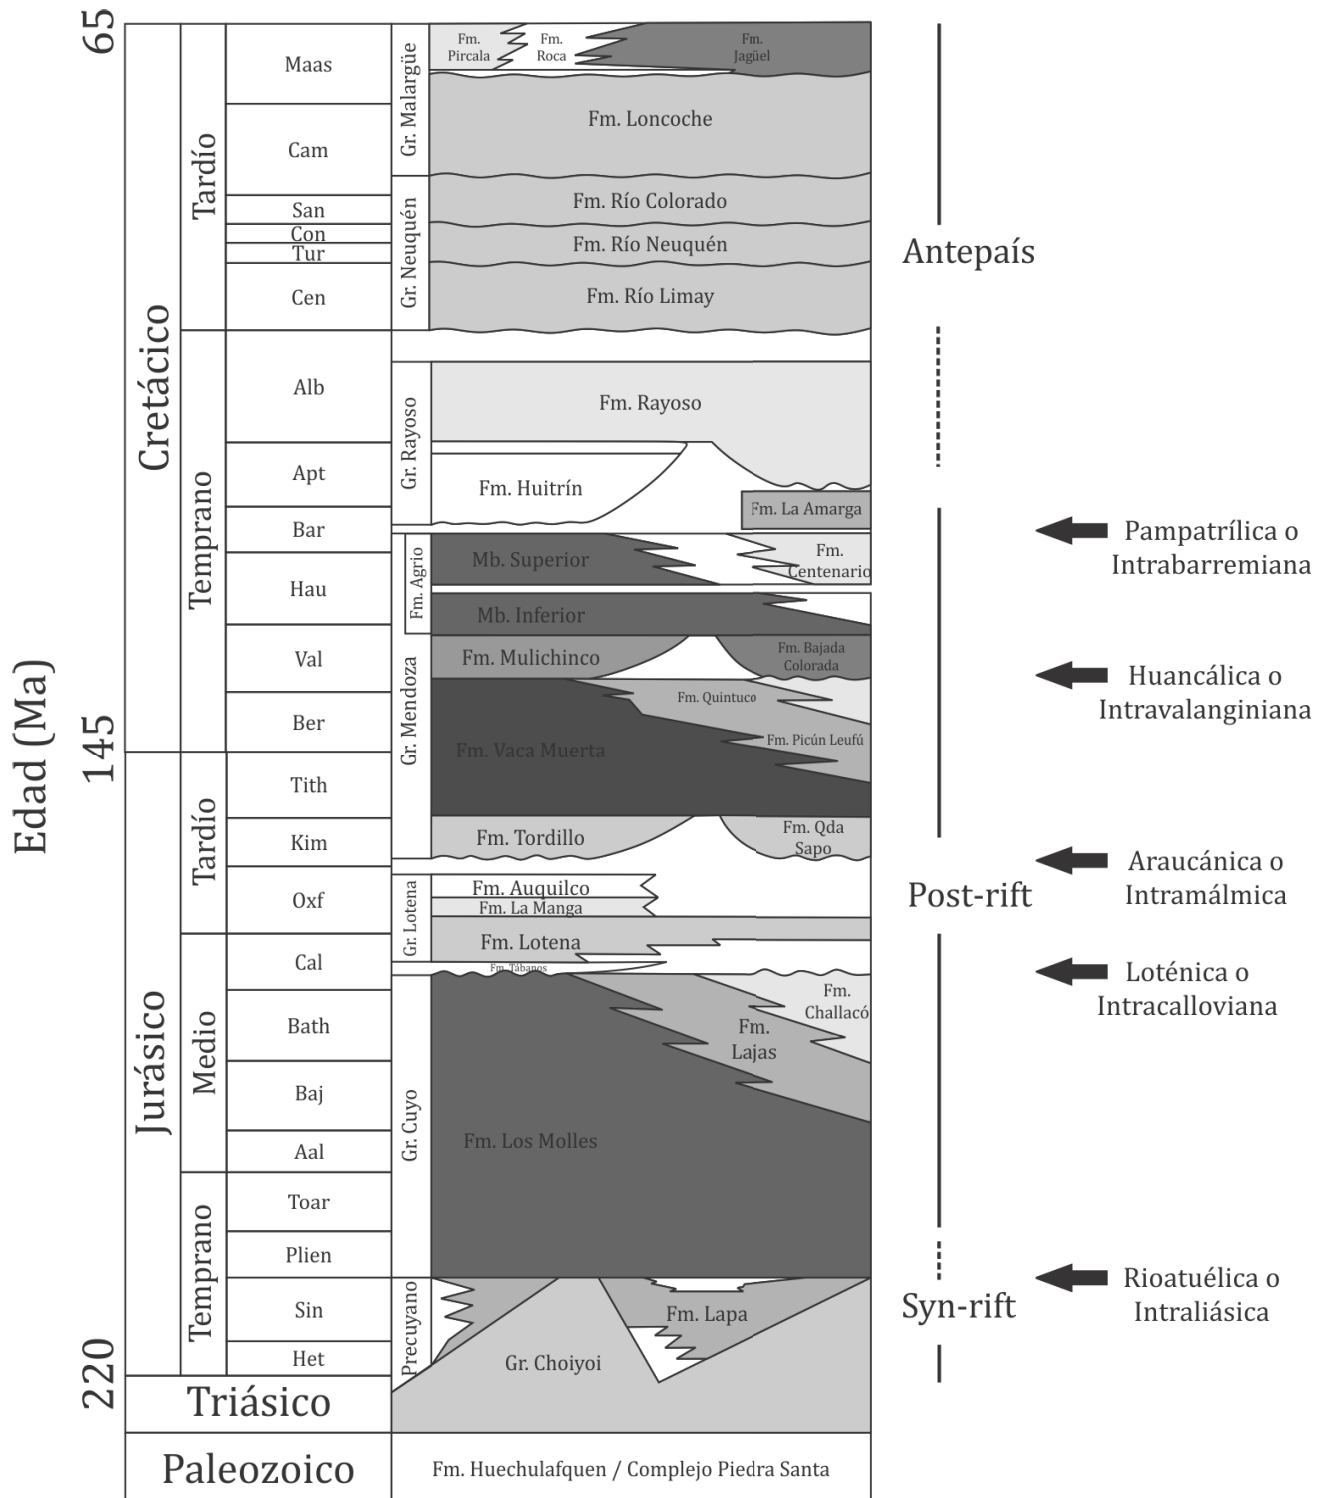 Edad (Ma)
65
145
220
Cretácico
Jurásico
Triásico
Paleozoico
Tardío
Temprano
Tardío
Medio
Temprano
Maas
Cam
San
Con
Tur
Cen
Alb
Apt
Bar
Hau
Val
Ber
Tith
Kim
Oxf
Cal
Bath
Baj
Aal
Toar
Plien
Sin
Het
Gr. Malargüe
Gr. Neuquén
Gr. Rayoso
Fm. Agrio
Gr. Mendoza
Gr. Lotena
Gr. Cuyo
Precuyano
Fm.
Pircala
Fm.
Roca
Fm.
Jagüel
Fm. Loncoche
Fm. Río Colorado
Fm. Río Neuquén
Fm. Río Limay
Fm. Rayoso
Fm. Huitrín
Fm. La Amarga
Mb. Superior
Fm.
Centenario
Mb. Inferior
Fm. Mulichinco
Fm. Bajada
Colorada
Fm. Quintuco
Fm. Vaca Muerta
Fm. Picún Leufú
Fm. Tordillo
Fm. Qda
Sapo
Fm. Auquilco
Fm. La Manga
Fm. Lotena
Fm. Tábanos
Fm.
Challacó
Fm.
Lajas
Fm. Los Molles
Fm. Lapa
Gr. Choiyoi
Fm. Huechulafquen / Complejo Piedra Santa
Antepaís
Post-rift
Syn-rift
Pampatrílica o
Intrabarremiana
Huancálica o
Intravalanginiana
Araucánica o
Intramálmica
Loténica o
Intracalloviana
Rioatuélica o
Intraliásica